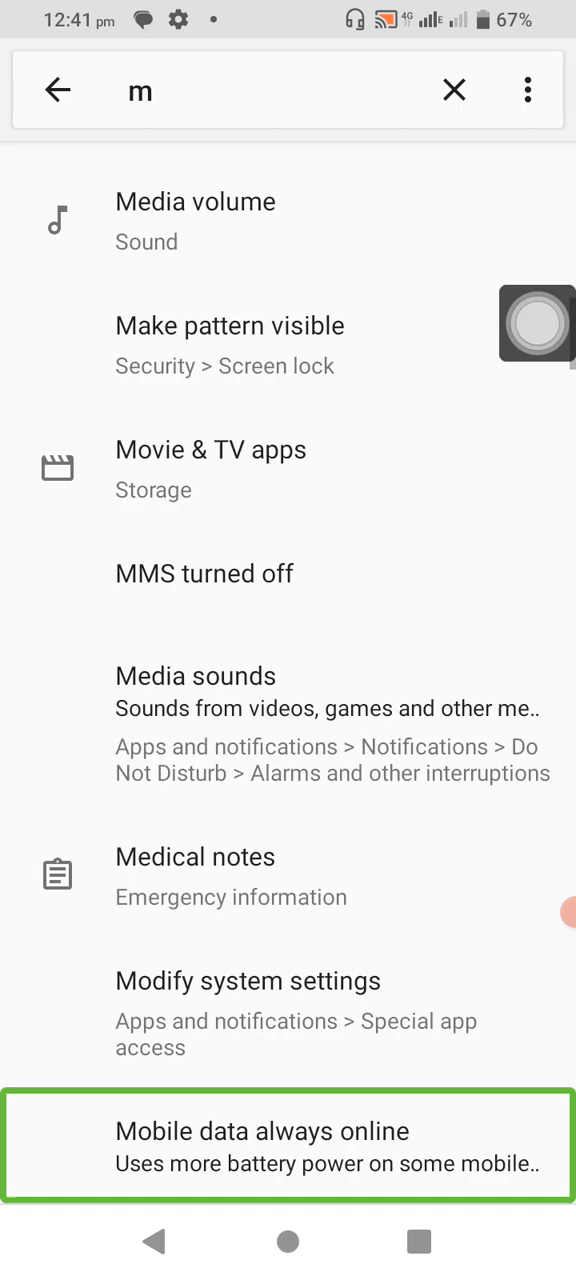 12:41 pm 4G E 67%
m
Media volume
Sound
Make pattern visible
Security > Screen lock
Movie & TV apps
Storage
MMS turned off
Media sounds
Sounds from videos, games and other me..
Apps and notifications > Notifications > Do
Not Disturb > Alarms and other interruptions
Medical notes
Emergency information
Modify system settings
Apps and notifications > Special app
access
Mobile data always online
Uses more battery power on some mobile..